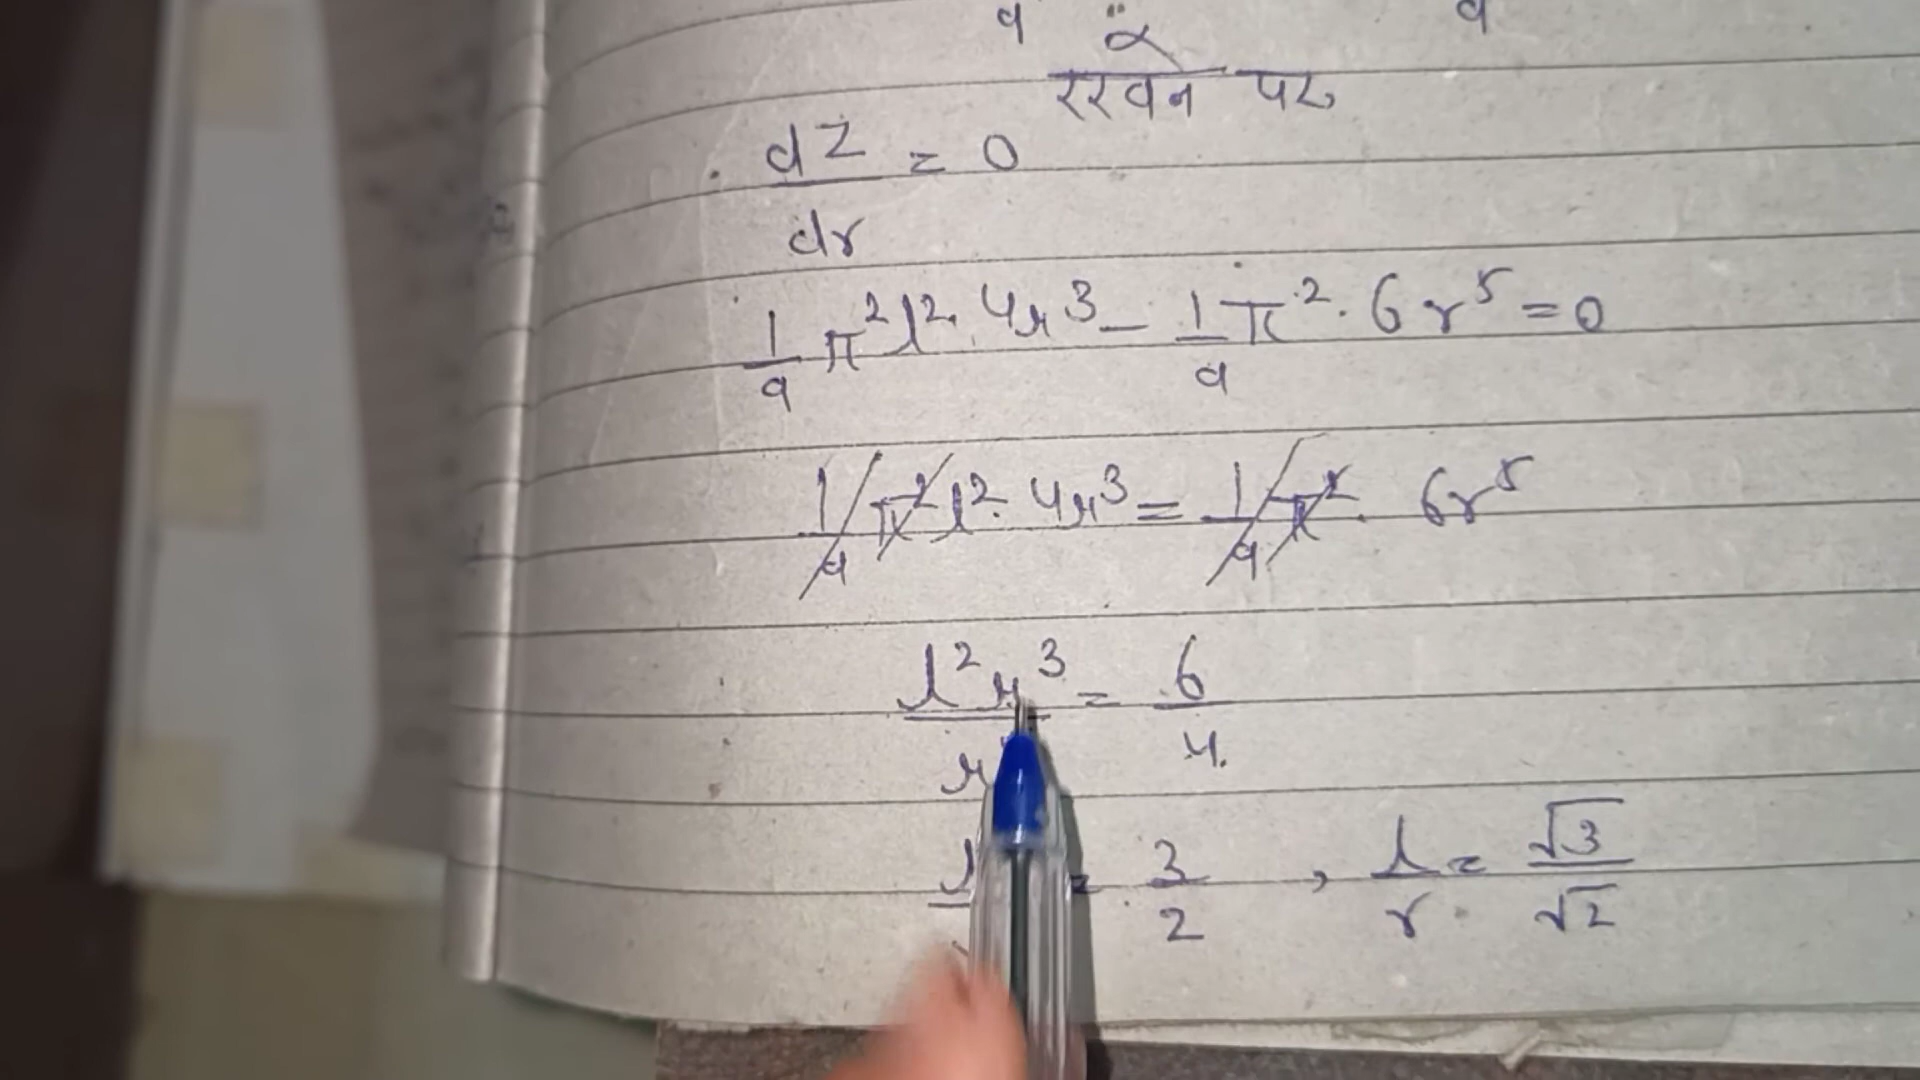 रखने पर,
dZ/dr = 0
1/9 π² l². 4r³ - 1/9 π². 6r⁵ = 0
1/9 π² l². 4r³ = 1/9 π². 6r⁵
l² r³/r = 6/4.
l = 3/2, l/r = √3/√2